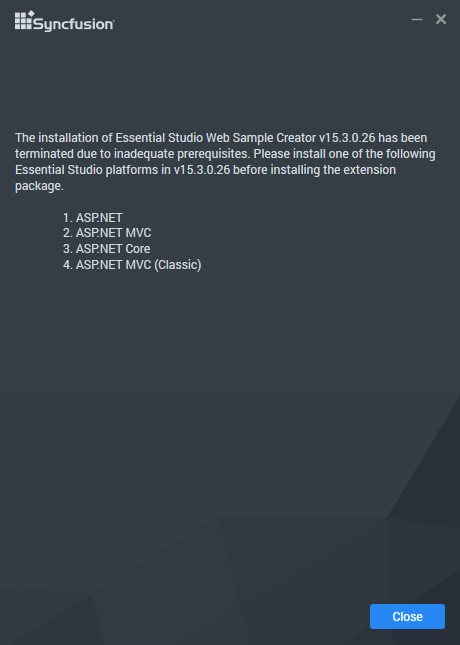 Syncfusion
The installation of Essential Studio Web Sample Creator v15.3.0.26 has been
terminated due to inadequate prerequisites. Please install one of the following
Essential Studio platforms in v15.3.0.26 before installing the extension
package.
1. ASP.NET
2. ASP.NET MVC
3. ASP.NET Core
4. ASP.NET MVC (Classic)
Close